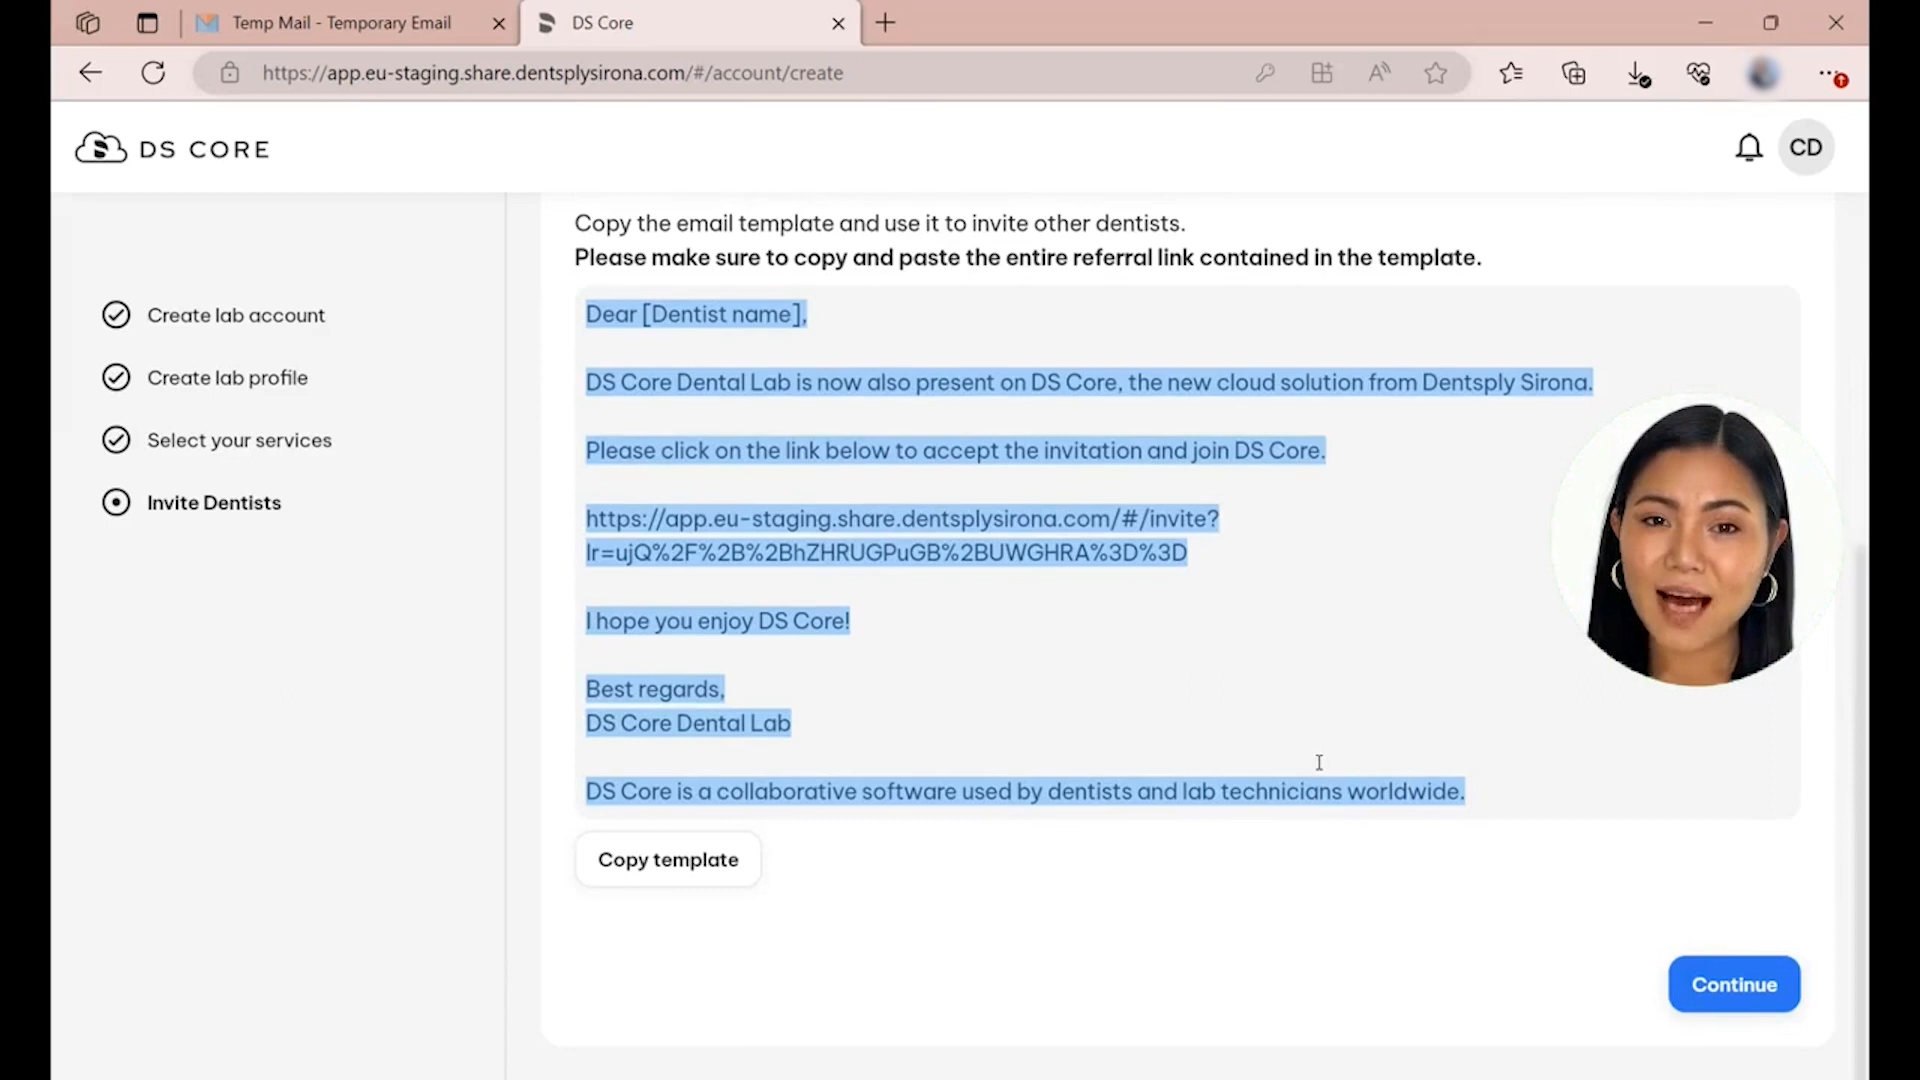 Temp Mail - Temporary Email
DS Core
https://app.eu-staging.share.dentsplysirona.com/#/account/create
DS CORE
CD
Create lab account
Create lab profile
Select your services
Invite Dentists
Copy the email template and use it to invite other dentists.
Please make sure to copy and paste the entire referral link contained in the template.
Dear [Dentist name],
DS Core Dental Lab is now also present on DS Core, the new cloud solution from Dentsply Sirona.
Please click on the link below to accept the invitation and join DS Core.
https://app.eu-staging.share.dentsplysirona.com/#/invite?
lr=ujQ%2F%2B%2BhZHRUGPuGB%2BUWGHRA%3D%3D
I hope you enjoy DS Core!
Best regards,
DS Core Dental Lab
DS Core is a collaborative software used by dentists and lab technicians worldwide.
Copy template
Continue